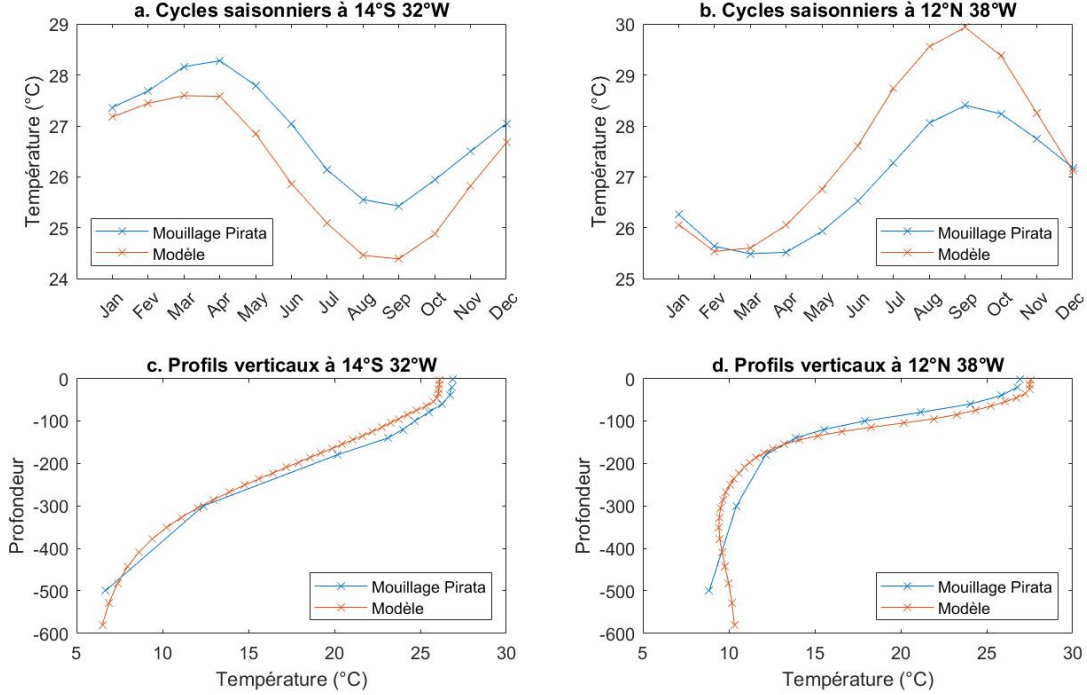 a. Cycles saisonniers à 14°S 32°W
29
28
27
26
25
24
Température (°C)
Mouillage Pirata
Modèle
Jan
Fev
Mar
Apr
May
Jun
Jul
Aug
Sep
Oct
Nov
Dec
b. Cycles saisonniers à 12°N 38°W
30
29
28
27
26
25
Température (°C)
Mouillage Pirata
Modèle
Jan
Fev
Mar
Apr
May
Jun
Jul
Aug
Sep
Oct
Nov
Dec
c. Profils verticaux à 14°S 32°W
0
-100
-200
-300
-400
-500
-600
Profondeur
Mouillage Pirata
Modèle
5
10
15
20
25
30
Température (°C)
d. Profils verticaux à 12°N 38°W
0
-100
-200
-300
-400
-500
-600
Profondeur
Mouillage Pirata
Modèle
5
10
15
20
25
30
Température (°C)